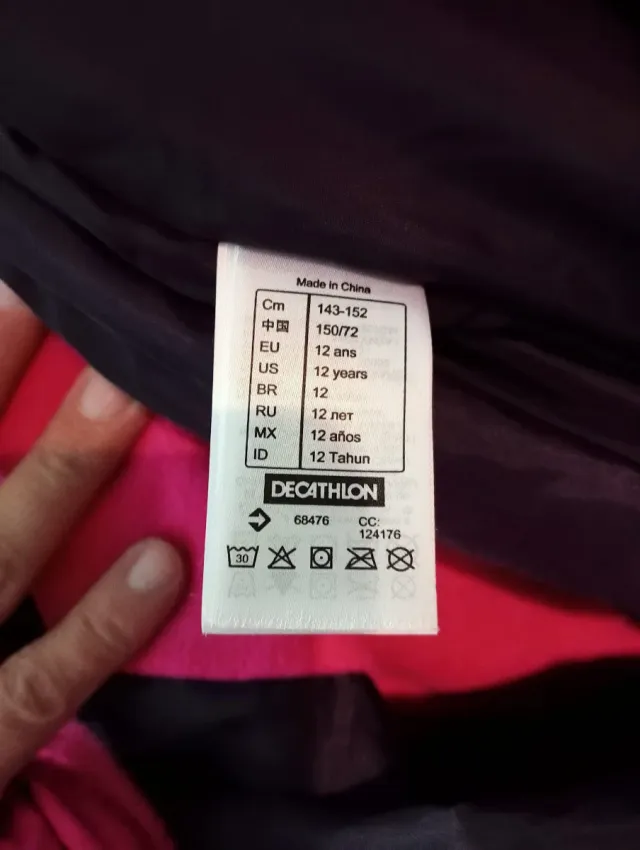 Made in China
Cm 143-152
中国 150/72
EU 12 ans
US 12 years
BR 12
RU 12 лет
MX 12 años
ID 12 Tahun
DECATHLON
68476 CC:
124176
30